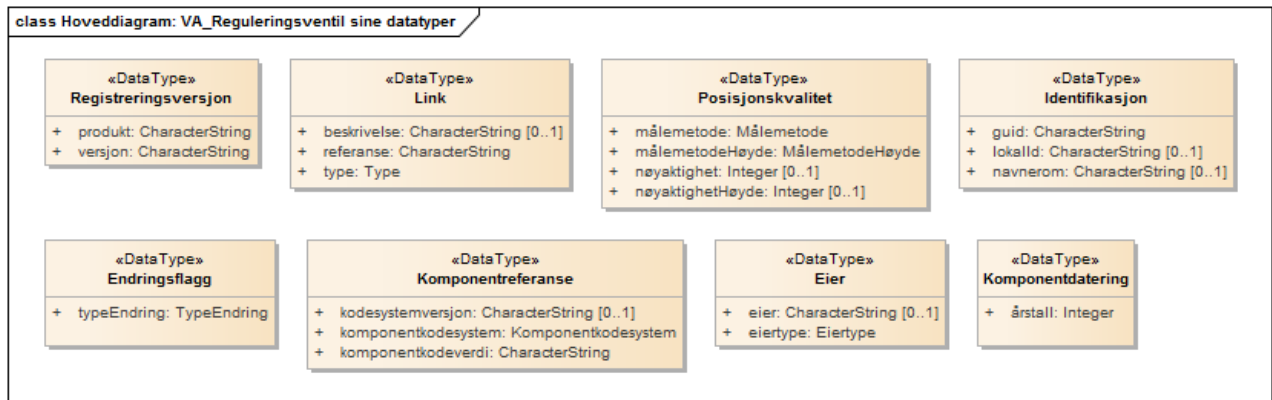 class Hoveddiagram: VA_Reguleringsventil sine datatyper
«DataType»
Registreringsversjon
+ produkt: CharacterString
+ versjon: CharacterString
«DataType»
Link
+ beskrivelse: CharacterString [0..1]
+ referanse: CharacterString
+ type: Type
«DataType»
Posisjonskvalitet
+ målemetode: Målemetode
+ målemetodeHøyde: MålemetodeHøyde
+ nøyaktighet: Integer [0..1]
+ nøyaktighetHøyde: Integer [0..1]
«DataType»
Identifikasjon
+ guid: CharacterString
+ lokalId: CharacterString [0..1]
+ navnerom: CharacterString [0..1]
«DataType»
Endringsflagg
+ typeEndring: TypeEndring
«DataType»
Komponentreferanse
+ kodesystemversjon: CharacterString [0..1]
+ komponentkodesystem: Komponentkodesystem
+ komponentkodeverdi: CharacterString
«DataType»
Eier
+ eier: CharacterString [0..1]
+ eiertype: Eiertype
«DataType»
Komponentdatering
+ årstall: Integer